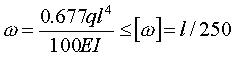 ω = 0.677ql⁴ / 100EI ≤ [ω] = l / 250